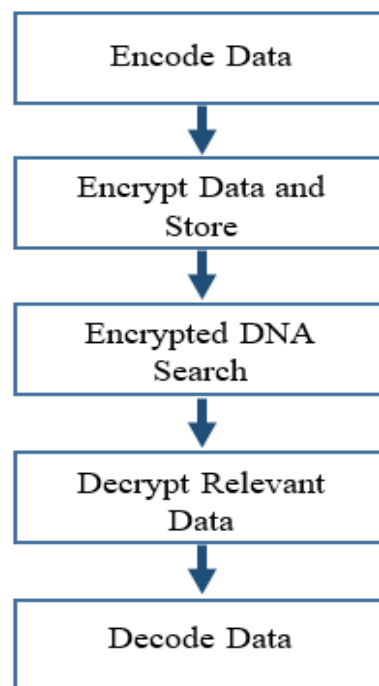 Encode Data
Encrypt Data and
Store
Encrypted DNA
Search
Decrypt Relevant
Data
Decode Data